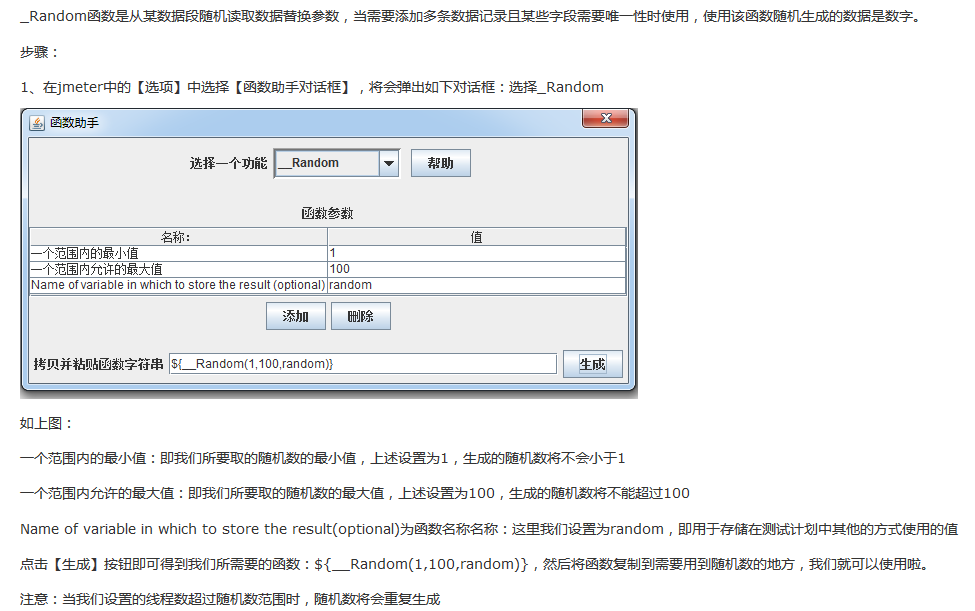 _Random函数是从某数据段随机读取数据替换参数，当需要添加多条数据记录且某些字段需要唯一性时使用，使用该函数随机生成的数据是数字。
步骤：
1、在jmeter中的【选项】中选择【函数助手对话框】，将会弹出如下对话框：选择_Random
函数助手
选择一个功能 __Random 帮助
函数参数
名称: 值
一个范围内的最小值 1
一个范围内允许的最大值 100
Name of variable in which to store the result (optional) random
添加 删除
拷贝并粘贴函数字符串 ${__Random(1,100,random)} 生成
如上图：
一个范围内的最小值：即我们所要取的随机数的最小值，上述设置为1，生成的随机数将不会小于1
一个范围内允许的最大值：即我们所要取的随机数的最大值，上述设置为100，生成的随机数将不能超过100
Name of variable in which to store the result(optional)为函数名称名称：这里我们设置为random，即用于存储在测试计划中其他的方式使用的值
点击【生成】按钮即可得到我们所需要的函数：${__Random(1,100,random)}，然后将函数复制到需要用到随机数的地方，我们就可以使用啦。
注意：当我们设置的线程数超过随机数范围时，随机数将会重复生成